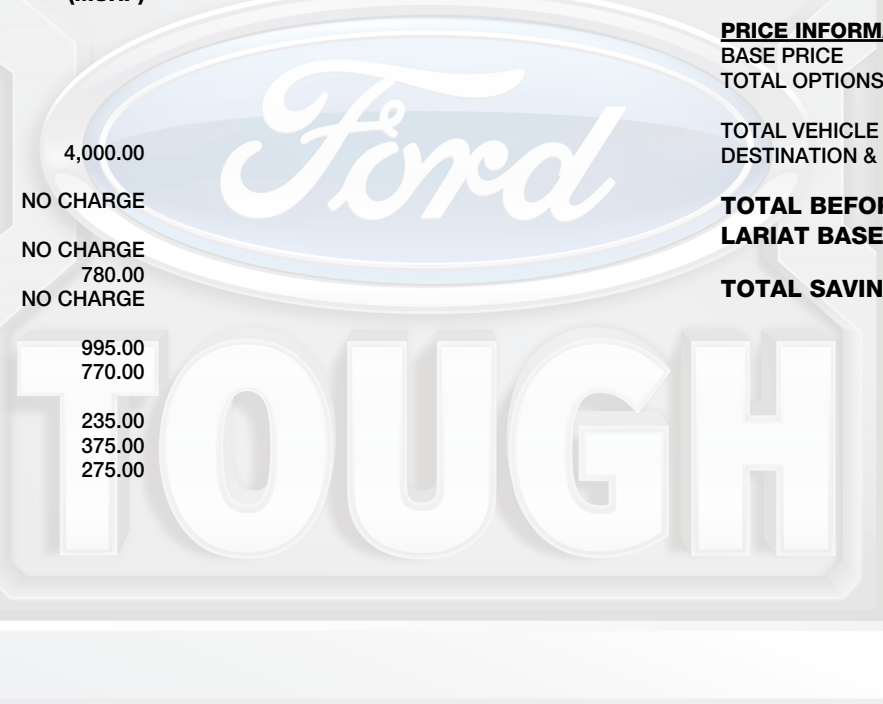 4,000.00
NO CHARGE
NO CHARGE
780.00
NO CHARGE
995.00
770.00
235.00
375.00
275.00
PRICE INFORM
BASE PRICE
TOTAL OPTIONS
TOTAL VEHICLE
DESTINATION &
TOTAL BEFOR
LARIAT BASE
TOTAL SAVIN
Ford
TOUGH